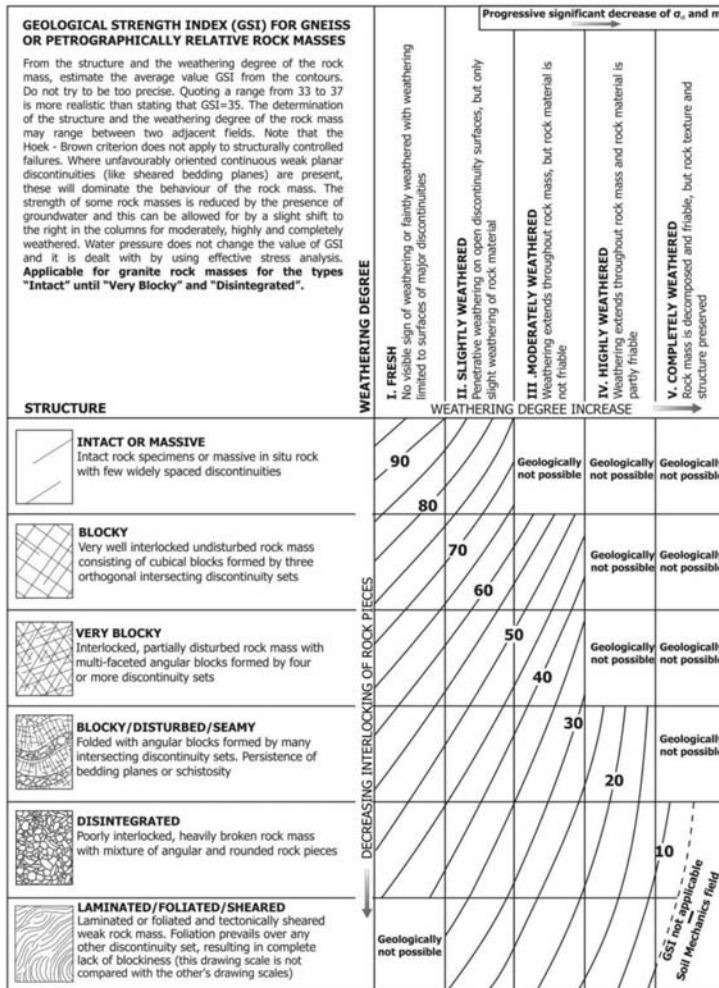 GEOLOGICAL STRENGTH INDEX (GSI) FOR GNEISS
OR PETROGRAPHICALLY RELATIVE ROCK MASSES
From the structure and the weathering degree of the rock
mass, estimate the average value GSI from the contours.
Do not try to be too precise. Quoting a range from 33 to 37
is more realistic than stating that GSI=35. The determination
of the structure and the weathering degree of the rock mass
may range between two adjacent fields. Note that the
Hoek - Brown criterion does not apply to structurally controlled
failures. Where unfavourably oriented continuous weak planar
discontinuities (like sheared bedding planes) are present,
these will dominate the behaviour of the rock mass. The
strength of some rock masses is reduced by the presence of
groundwater and this can be allowed for by a slight shift to
the right in the columns for moderately, highly and completely
weathered. Water pressure does not change the value of GSI
and it is dealt with by using effective stress analysis.
Applicable for granite rock masses for the types
"Intact" until "Very Blocky" and "Disintegrated".
STRUCTURE
WEATHERING DEGREE
Progressive significant decrease of σci and m
I. FRESH
No visible sign of weathering or faintly weathered with weathering
limited to surfaces of major discontinuities
II. SLIGHTLY WEATHERED
Penetrative weathering on open discontinuity surfaces, but only
slight weathering of rock material
III .MODERATELY WEATHERED
Weathering extends throughout rock mass, but rock material is
not friable
IV. HIGHLY WEATHERED
Weathering extends throughout rock mass and rock material is
partly friable
V. COMPLETELY WEATHERED
Rock mass is decomposed and friable, but rock texture and
structure preserved
WEATHERING DEGREE INCREASE
DECREASING INTERLOCKING OF ROCK PIECES
INTACT OR MASSIVE
Intact rock specimens or massive in situ rock
with few widely spaced discontinuities
90
80
Geologically
not possible
Geologically
not possible
Geologically
not possible
BLOCKY
Very well interlocked undisturbed rock mass
consisting of cubical blocks formed by three
orthogonal intersecting discontinuity sets
70
60
Geologically
not possible
Geologically
not possible
VERY BLOCKY
Interlocked, partially disturbed rock mass with
multi-faceted angular blocks formed by four
or more discontinuity sets
50
40
Geologically
not possible
Geologically
not possible
BLOCKY/DISTURBED/SEAMY
Folded with angular blocks formed by many
intersecting discontinuity sets. Persistence of
bedding planes or schistosity
30
20
Geologically
not possible
DISINTEGRATED
Poorly interlocked, heavily broken rock mass
with mixture of angular and rounded rock pieces
10
LAMINATED/FOLIATED/SHEARED
Laminated or foliated and tectonically sheared
weak rock mass. Foliation prevails over any
other discontinuity set, resulting in complete
lack of blockiness (this drawing scale is not
compared with the other's drawing scales)
Geologically
not possible
GSI not applicable
Soil Mechanics field